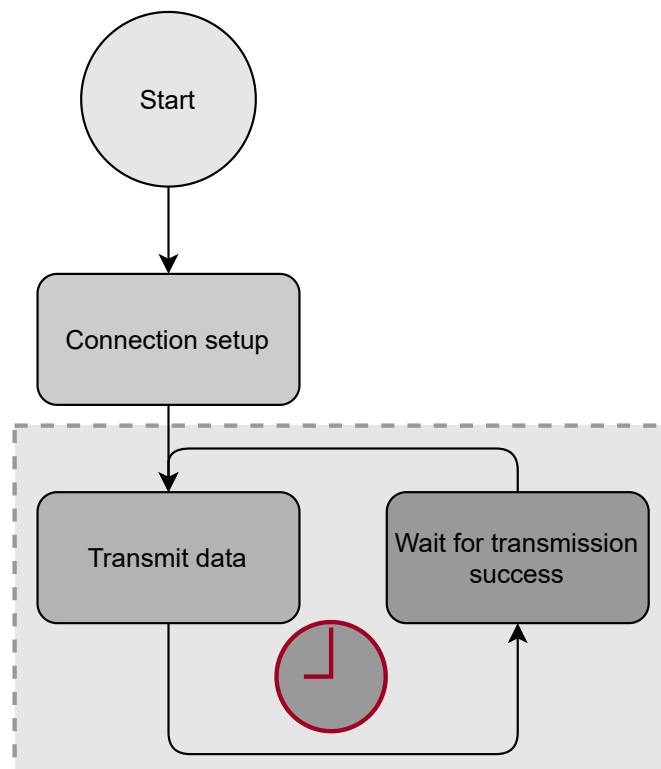 Start
Connection setup
Transmit data
Wait for transmission
success